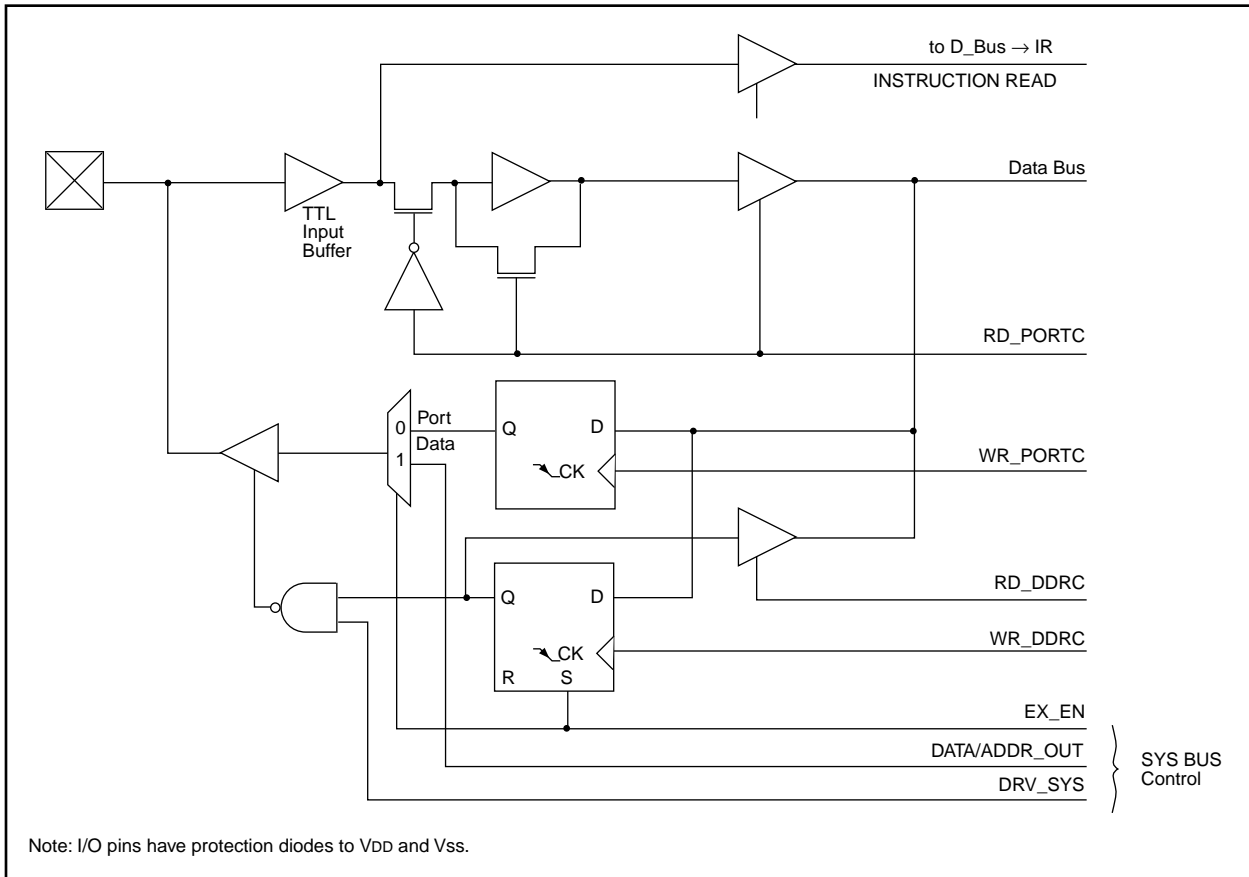 to D_Bus → IR
INSTRUCTION READ
Data Bus
TTL
Input
Buffer
RD_PORTC
0
Port
Data
1
Q
D
CK
WR_PORTC
Q
D
RD_DDRC
CK
WR_DDRC
R
S
EX_EN
DATA/ADDR_OUT
DRV_SYS
SYS BUS
Control
Note: I/O pins have protection diodes to VDD and VSS.